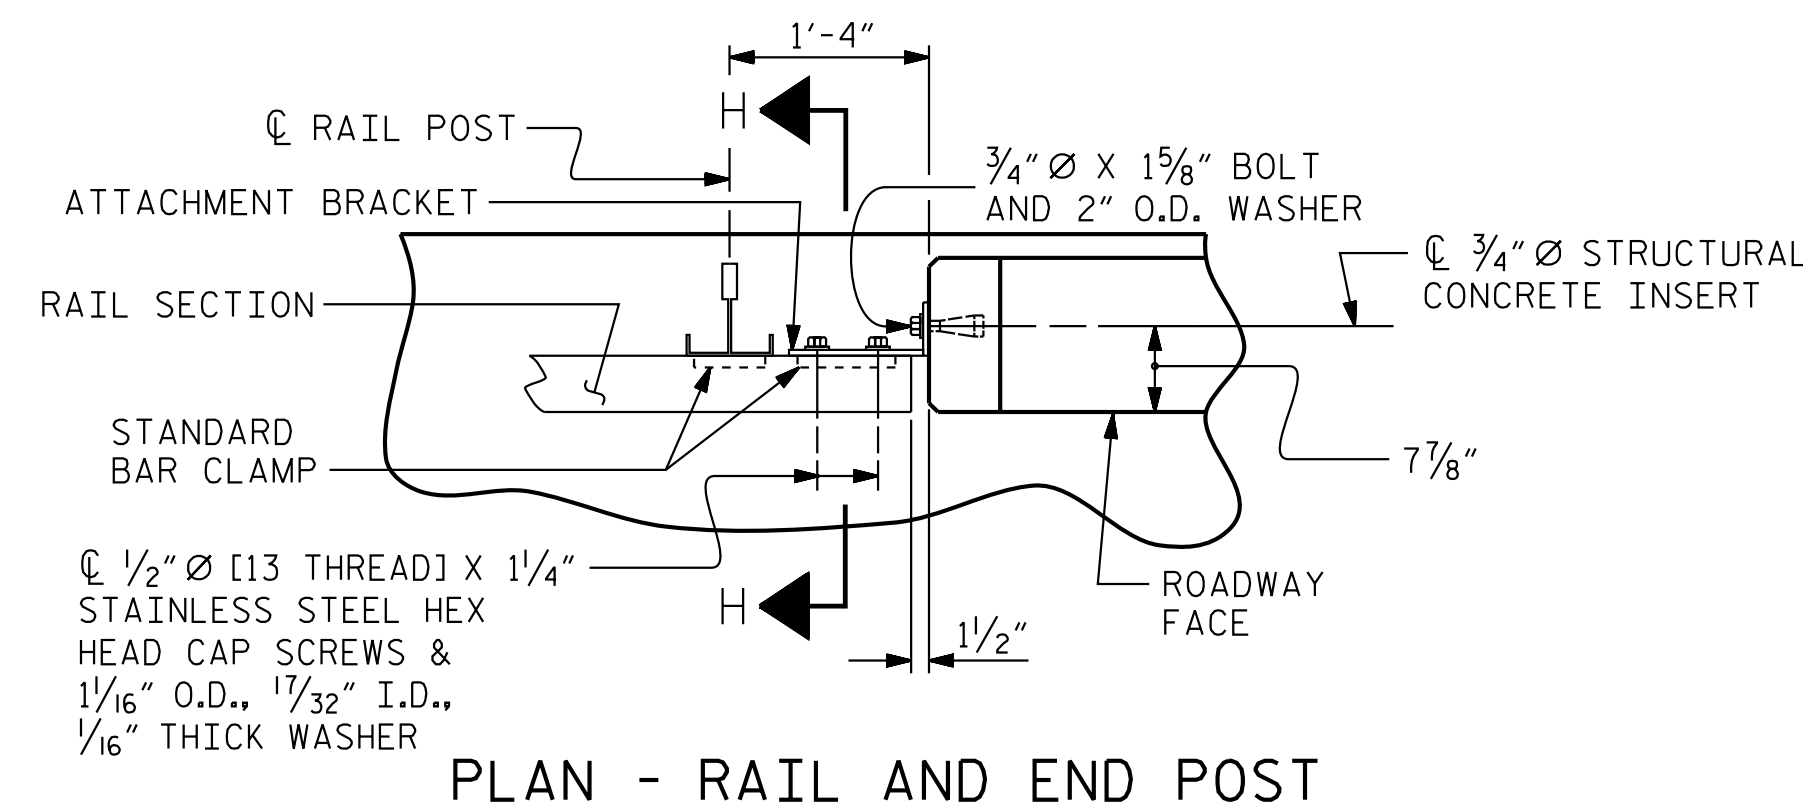 1'-4"
H
℄ RAIL POST
ATTACHMENT BRACKET
3/4" Ø X 1 5/8" BOLT
AND 2" O.D. WASHER
℄ 3/4" Ø STRUCTURAL
CONCRETE INSERT
RAIL SECTION
STANDARD
BAR CLAMP
7 7/8"
℄ 1/2" Ø [13 THREAD] X 1 1/4"
STAINLESS STEEL HEX
HEAD CAP SCREWS &
1 1/16" O.D., 17/32" I.D.,
1/16" THICK WASHER
H
ROADWAY
FACE
1 1/2"
PLAN - RAIL AND END POST